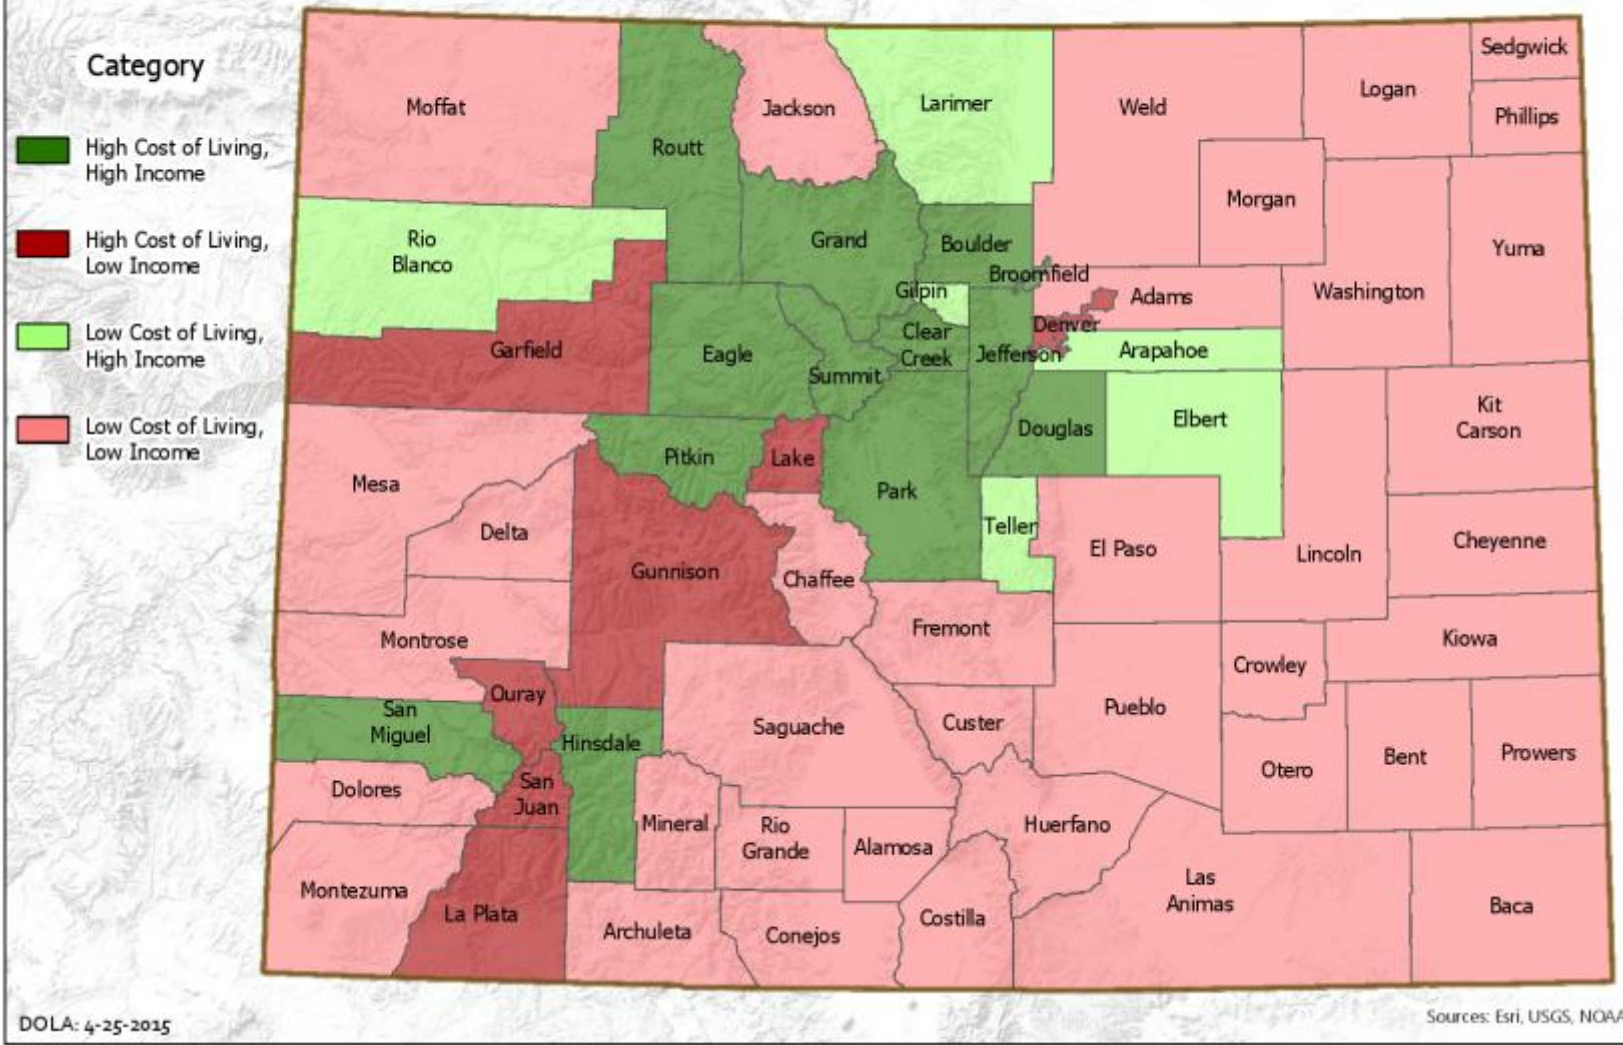 Category
High Cost of Living,
High Income
High Cost of Living,
Low Income
Low Cost of Living,
High Income
Low Cost of Living,
Low Income
Moffat
Routt
Jackson
Larimer
Weld
Logan
Sedgwick
Phillips
Morgan
Rio
Blanco
Grand
Boulder
Broomfield
Gilpin
Adams
Washington
Yuma
Garfield
Eagle
Summit
Clear
Creek
Jefferson
Denver
Arapahoe
Mesa
Pitkin
Lake
Park
Douglas
Elbert
Kit
Carson
Delta
Gunnison
Chaffee
Teller
El Paso
Lincoln
Cheyenne
Montrose
Fremont
Crowley
Kiowa
San
Miguel
Ouray
Hinsdale
Saguache
Custer
Pueblo
Otero
Bent
Prowers
Dolores
San
Juan
Mineral
Rio
Grande
Alamosa
Huerfano
Las
Animas
Baca
Montezuma
La Plata
Archuleta
Conejos
Costilla
DOLA: 4-25-2015
Sources: Esri, USGS, NOAA